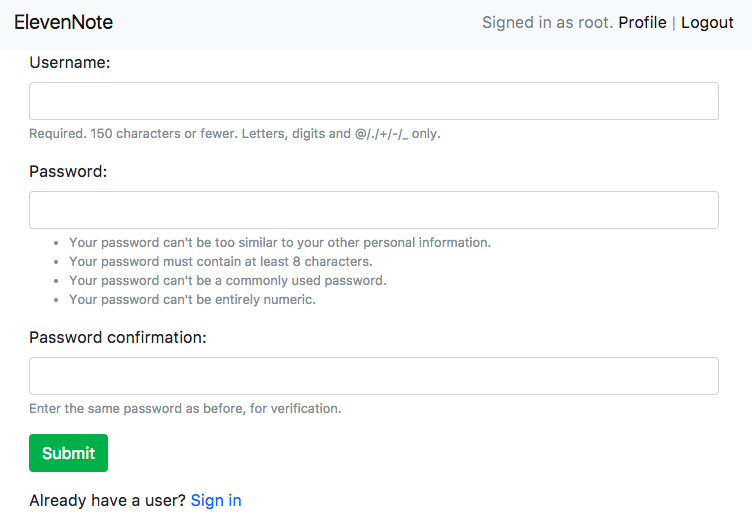 ElevenNote Signed in as root. Profile | Logout
Username:
Required. 150 characters or fewer. Letters, digits and @/./+/-/_ only.
Password:
Your password can't be too similar to your other personal information.
Your password must contain at least 8 characters.
Your password can't be a commonly used password.
Your password can't be entirely numeric.
Password confirmation:
Enter the same password as before, for verification.
Submit
Already have a user? Sign in